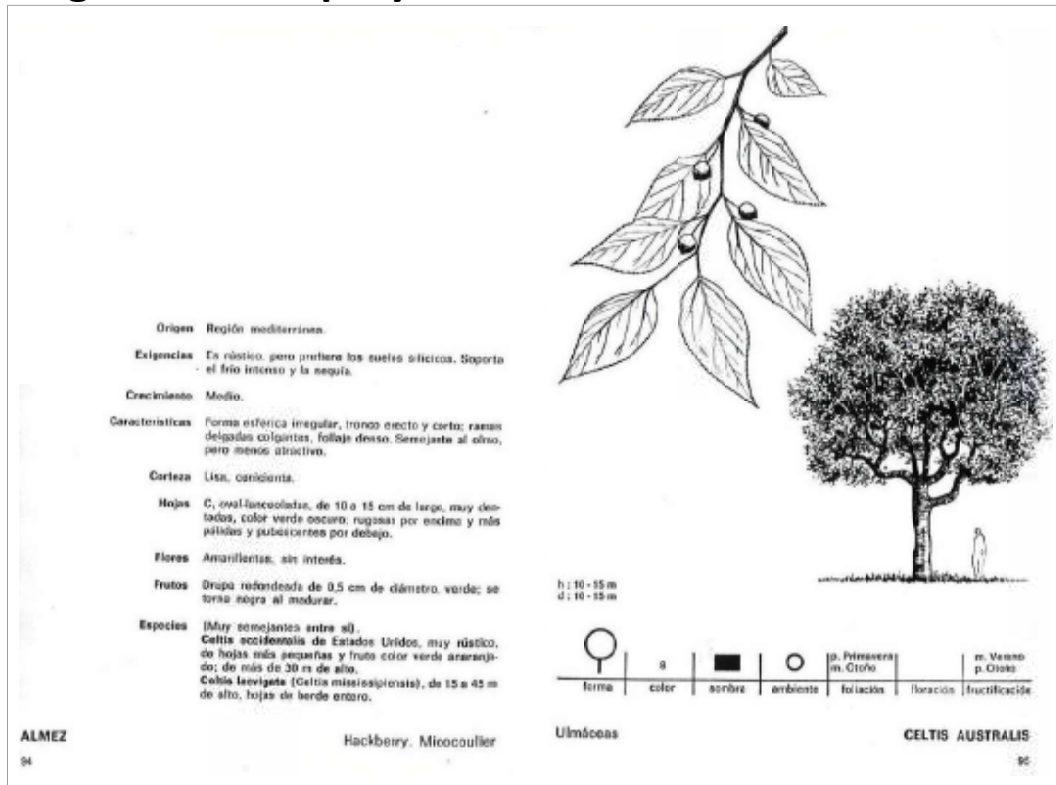 Origen Región mediterránea.
Exigencias Es rústico, pero prefiere los suelos silíceos. Soporta
el frío intenso y la sequía.
Crecimiento Medio.
Características Forma esférica irregular, tronco erecto y corto; ramas
delgadas colgantes, follaje denso. Semejante al olmo,
pero menos atractivo.
Corteza Lisa, cenicienta.
Hojas C, oval-lanceoladas, de 10 a 15 cm de largo, muy den-
tadas, color verde oscuro; rugosas por encima y más
pálidas y pubescentes por debajo.
Flores Amarillentas, sin interés.
Frutos Drupa redondeada de 0,5 cm de diámetro, verde; se
torna negra al madurar.
Especies (Muy semejantes entre sí).
Celtis occidentalis de Estados Unidos, muy rústico,
de hojas más pequeñas y fruto color verde anaranja-
do; de más de 30 m de alto.
Celtis laevigata (Celtis mississipiensis), de 15 a 45 m
de alto, hojas de borde entero.
ALMEZ
94
Hackberry. Micocoulier
h : 10 - 15 m
d : 10 - 15 m
8
p. Primavera
m. Otoño
m. Verano
p. Otoño
forma color sombra ambiente foliación floración fructificación
Ulmáceas
CELTIS AUSTRALIS
95